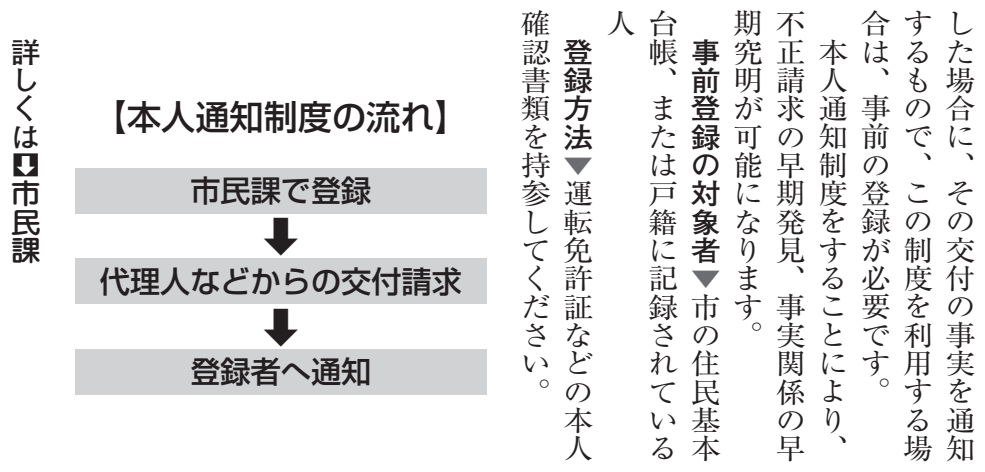 した場合に、その交付の事実を通知
するもので、この制度を利用する場
合は、事前の登録が必要です。
本人通知制度をすることにより、
不正請求の早期発見、事実関係の早
期究明が可能になります。
事前登録の対象者▼市の住民基本
台帳、または戸籍に記録されている
人
登録方法▼運転免許証などの本人
確認書類を持参してください。
【本人通知制度の流れ】
市民課で登録
代理人などからの交付請求
登録者へ通知
詳しくは⬇市民課